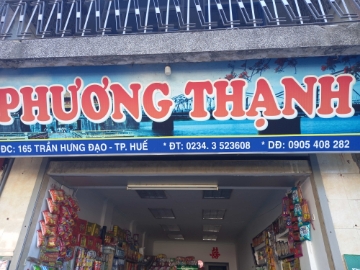 PHƯƠNG THẠNH
ĐC: 165 TRẦN HƯNG ĐẠO - TP. HUẾ * ĐT: 0234. 3 523608 * DĐ: 0905 408 282